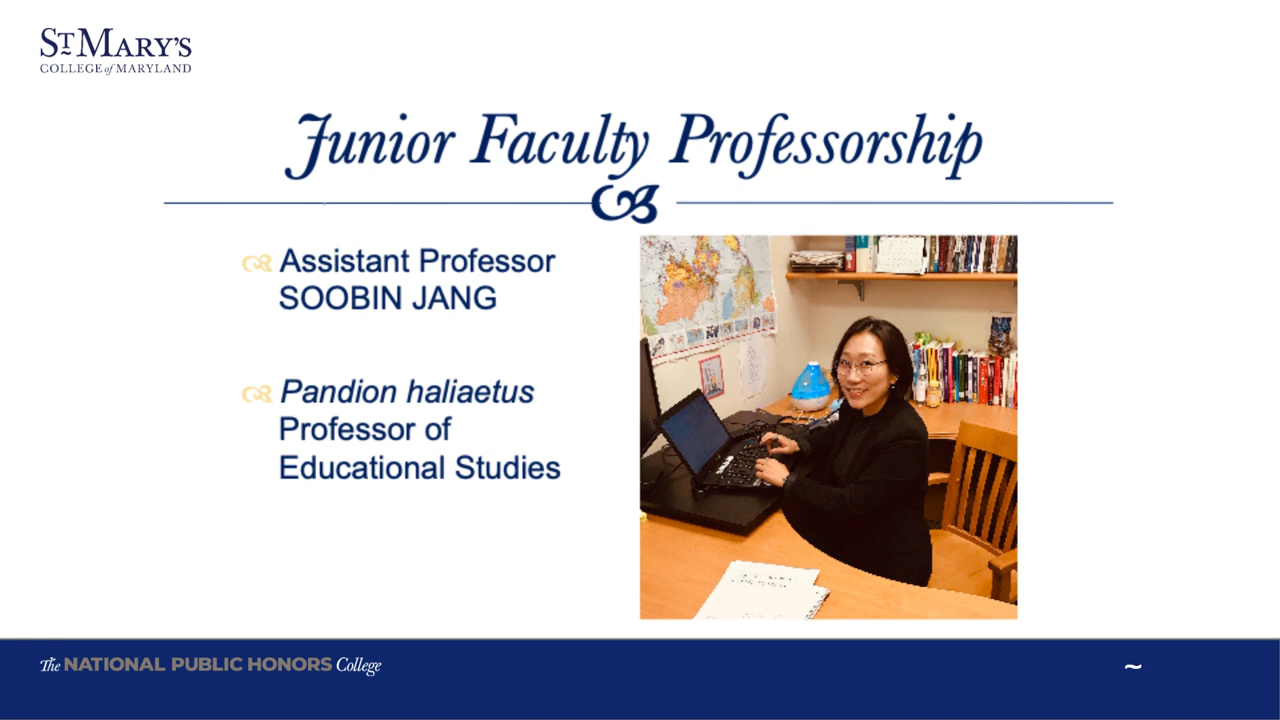 ST MARY'S
COLLEGE of MARYLAND
Junior Faculty Professorship
Assistant Professor
SOOBIN JANG
Pandion haliaetus
Professor of
Educational Studies
The NATIONAL PUBLIC HONORS College
~